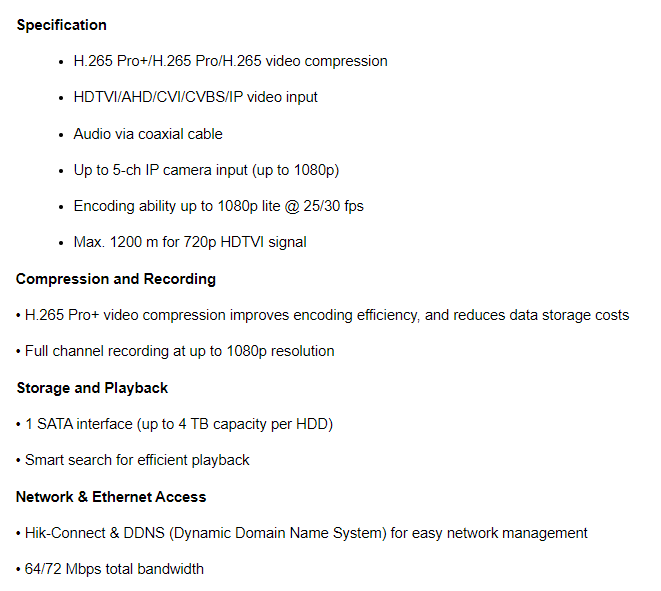 Specification
• H.265 Pro+/H.265 Pro/H.265 video compression
• HDTVI/AHD/CVI/CVBS/IP video input
• Audio via coaxial cable
• Up to 5-ch IP camera input (up to 1080p)
• Encoding ability up to 1080p lite @ 25/30 fps
• Max. 1200 m for 720p HDTVI signal
Compression and Recording
• H.265 Pro+ video compression improves encoding efficiency, and reduces data storage costs
• Full channel recording at up to 1080p resolution
Storage and Playback
• 1 SATA interface (up to 4 TB capacity per HDD)
• Smart search for efficient playback
Network & Ethernet Access
• Hik-Connect & DDNS (Dynamic Domain Name System) for easy network management
• 64/72 Mbps total bandwidth